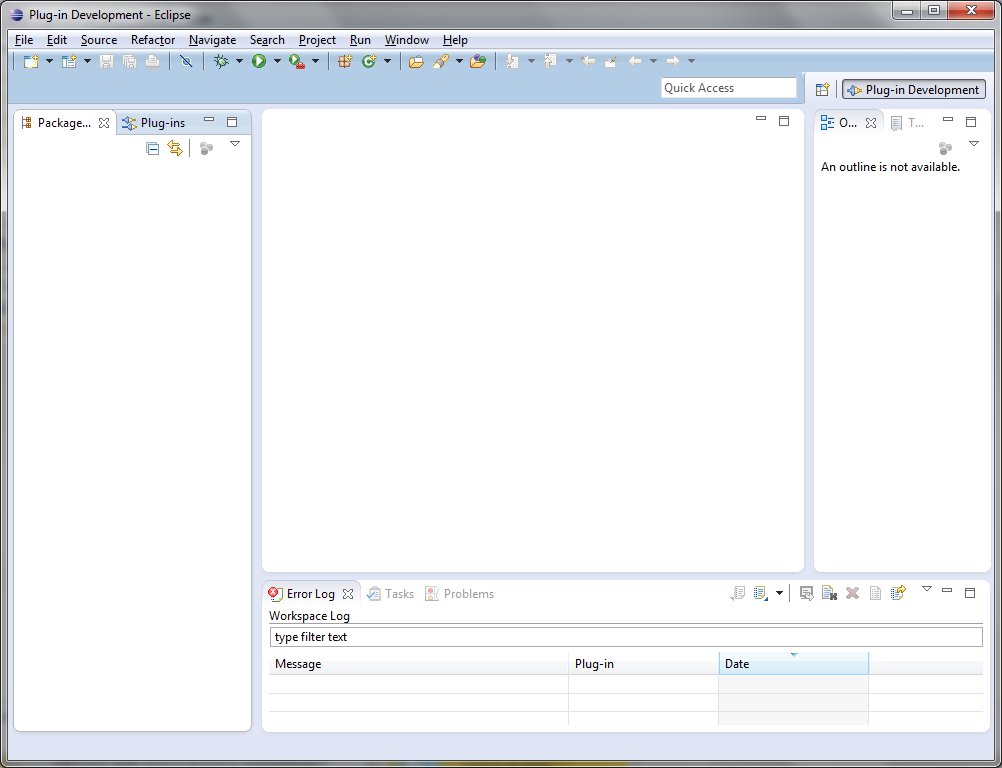 Plug-in Development - Eclipse
File Edit Source Refactor Navigate Search Project Run Window Help
Quick Access
Plug-in Development
Package... Plug-ins
O... T...
An outline is not available.
Error Log Tasks Problems
Workspace Log
type filter text
Message Plug-in Date